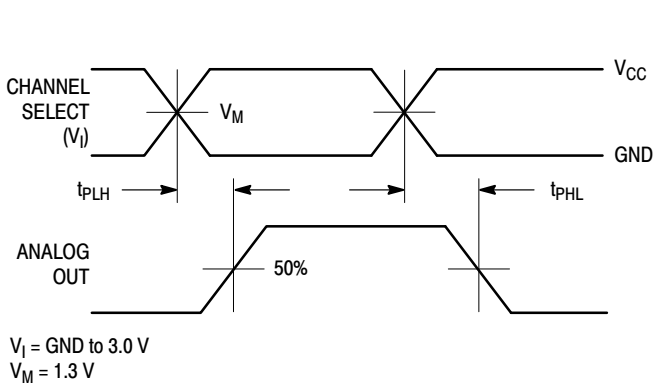 CHANNEL
SELECT
(VI)
VCC
VM
GND
tPLH
tPHL
ANALOG
OUT
50%
VI = GND to 3.0 V
VM = 1.3 V